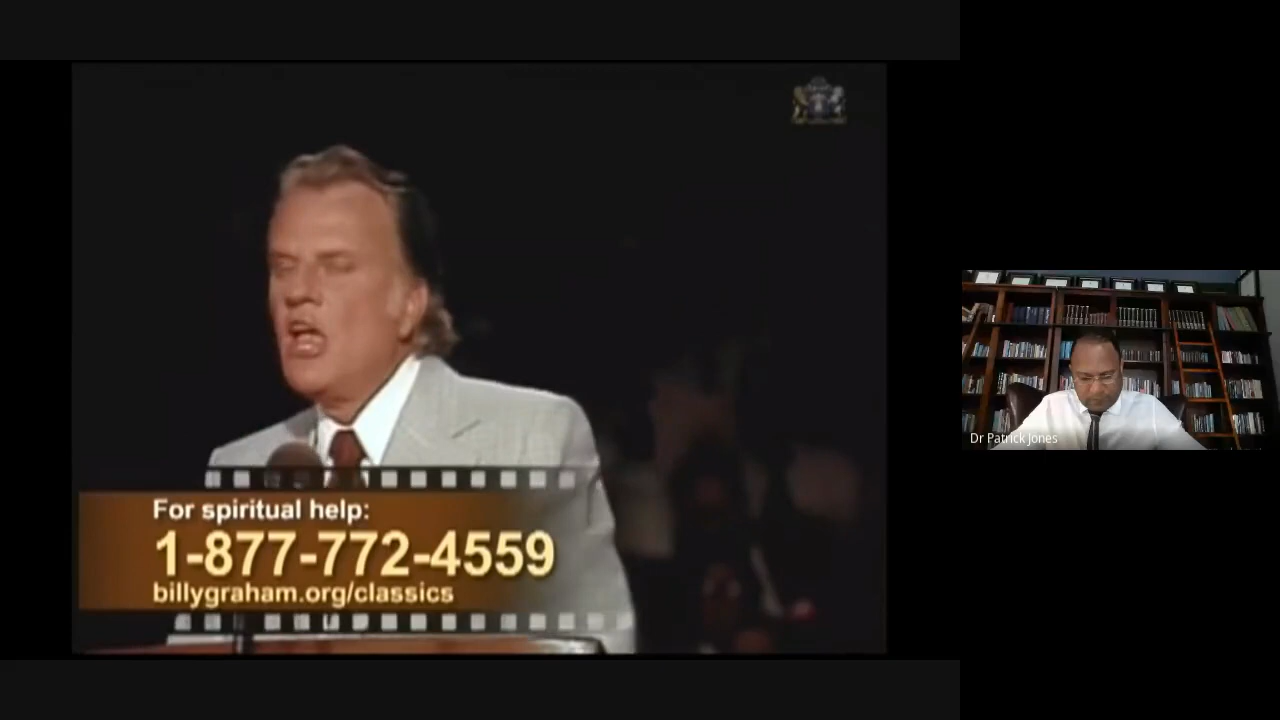 For spiritual help:
1-877-772-4559
billygraham.org/classics
Dr Patrick Jones